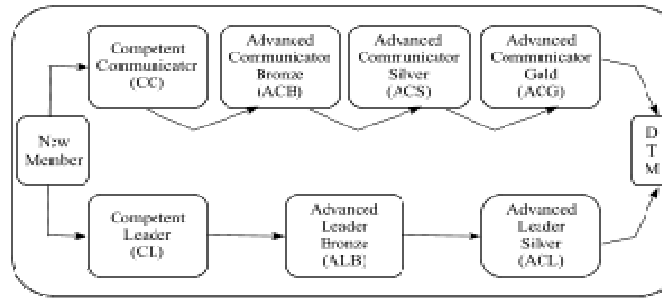 Competent
Communicator
(CC)
Advanced
Communicator
Bronze
(ACB)
Advanced
Communicator
Silver
(ACS)
Advanced
Communicator
Gold
(ACG)
New
Member
D
T
M
Competent
Leader
(CL)
Advanced
Leader
Bronze
(ALB)
Advanced
Leader
Silver
(ACL)